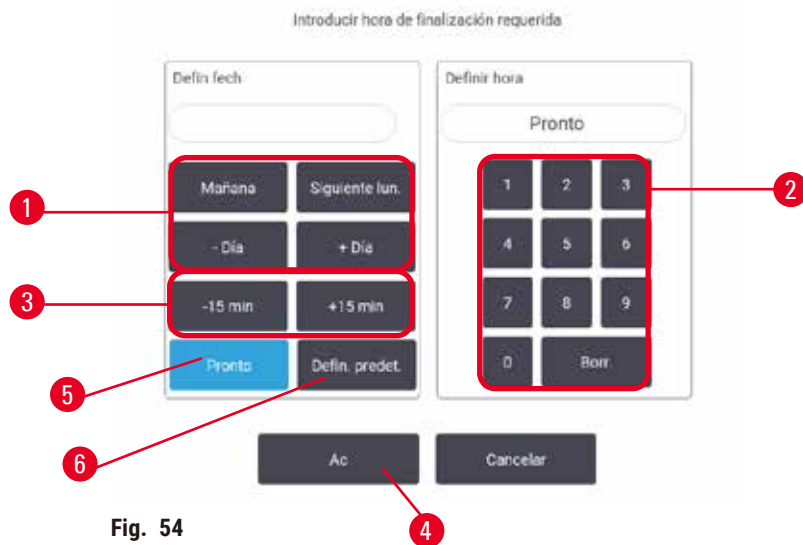 Introducir hora de finalización requerida
Defin fech
Definir hora
Pronto
Mañana Siguiente lun.
- Día + Día
-15 min +15 min
Pronto Defin. predet.
1 2 3
4 5 6
7 8 9
0 Borr.
Ac Cancelar
1
2
3
5
6
4
Fig. 54